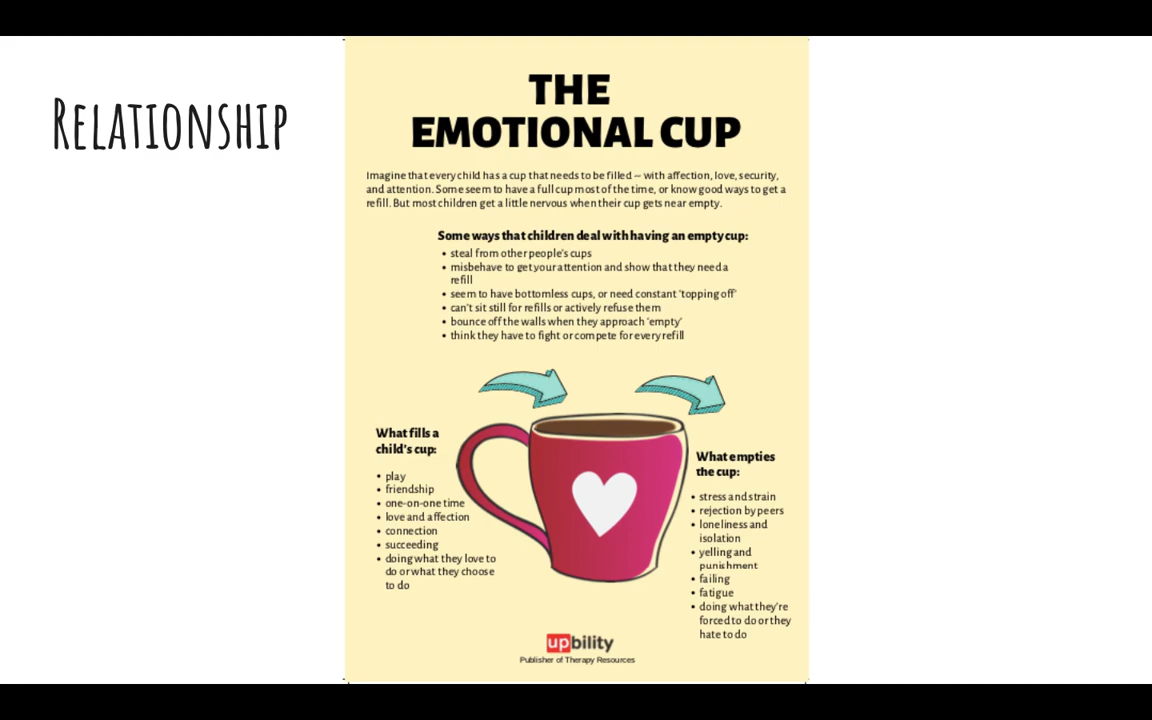 Relationship
THE
EMOTIONAL CUP
Imagine that every child has a cup that needs to be filled – with affection, love, security,
and attention. Some seem to have a full cup most of the time, or know good ways to get a
refill. But most children get a little nervous when their cup gets near empty.
Some ways that children deal with having an empty cup:
• steal from other people's cups
• misbehave to get your attention and show that they need a
refill
• seem to have bottomless cups, or need constant 'topping off'
• can't sit still for refills or actively refuse them
• bounce off the walls when they approach 'empty'
• think they have to fight or compete for every refill
What fills a
child's cup:
• play
• friendship
• one-on-one time
• love and affection
• connection
• succeeding
• doing what they love to
do or what they choose
to do
What empties
the cup:
• stress and strain
• rejection by peers
• loneliness and
isolation
• yelling and
punishment
• failing
• fatigue
• doing what they're
forced to do or they
hate to do
upbility
Publisher of Therapy Resources